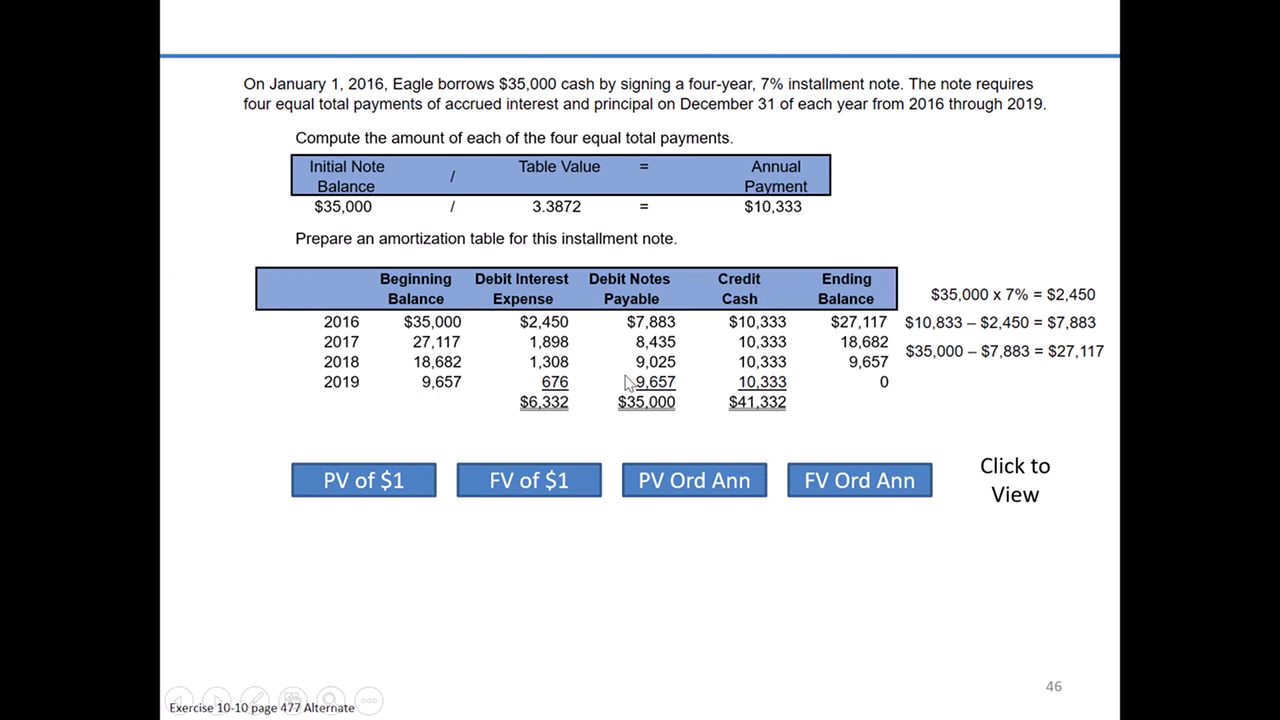 On January 1, 2016, Eagle borrows $35,000 cash by signing a four-year, 7% installment note. The note requires
four equal total payments of accrued interest and principal on December 31 of each year from 2016 through 2019.
Compute the amount of each of the four equal total payments.
Initial Note Balance / Table Value = Annual Payment
$35,000 / 3.3872 = $10,333
Prepare an amortization table for this installment note.
Beginning Debit Interest Debit Notes Credit Ending
Balance Expense Payable Cash Balance
2016 $35,000 $2,450 $7,883 $10,333 $27,117
2017 27,117 1,898 8,435 10,333 18,682
2018 18,682 1,308 9,025 10,333 9,657
2019 9,657 676 9,657 10,333 0
$6,332 $35,000 $41,332
$35,000 x 7% = $2,450
$10,833 – $2,450 = $7,883
$35,000 – $7,883 = $27,117
PV of $1 FV of $1 PV Ord Ann FV Ord Ann
Click to
View
46
Exercise 10-10 page 477 Alternate